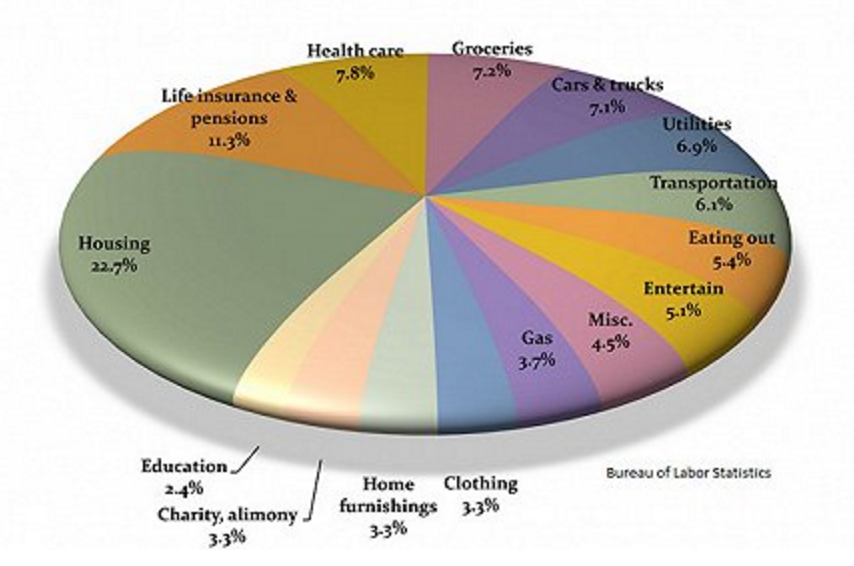 Health care
7.8%
Groceries
7.2%
Cars & trucks
7.1%
Life insurance &
pensions
11.3%
Utilities
6.9%
Transportation
6.1%
Housing
22.7%
Eating out
5.4%
Entertain
5.1%
Misc.
4.5%
Gas
3.7%
Education
2.4%
Charity, alimony
3.3%
Home
furnishings
3.3%
Clothing
3.3%
Bureau of Labor Statistics